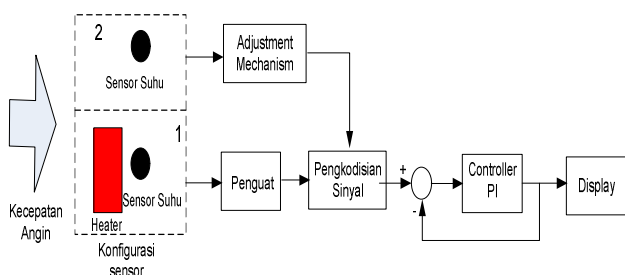 2
Sensor Suhu
Adjustment
Mechanism
1
Sensor Suhu
Heater
Kecepatan
Angin
Konfigurasi
sensor
Penguat
Pengkodisian
Sinyal
+
-
Controller
PI
Display